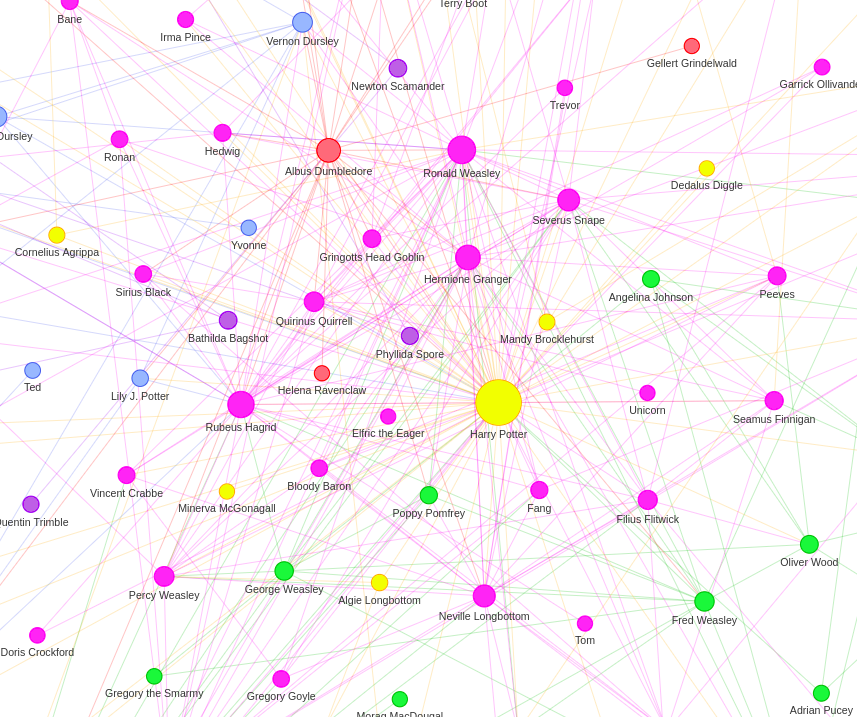 Terry Boot
Bane
Irma Pince
Vernon Dursley
Gellert Grindelwald
Newton Scamander
Garrick Ollivande
Trevor
Dursley
Ronan
Hedwig
Albus Dumbledore
Ronald Weasley
Dedalus Diggle
Severus Snape
Cornelius Agrippa
Yvonne
Gringotts Head Goblin
Hermione Granger
Sirius Black
Angelina Johnson
Peeves
Quirinus Quirrell
Bathilda Bagshot
Phyllida Spore
Mandy Brocklehurst
Ted
Lily J. Potter
Helena Ravenclaw
Unicorn
Seamus Finnigan
Rubeus Hagrid
Elfric the Eager
Harry Potter
Vincent Crabbe
Bloody Baron
Minerva McGonagall
Poppy Pomfrey
Fang
Filius Flitwick
Quentin Trimble
Oliver Wood
Percy Weasley
George Weasley
Algie Longbottom
Neville Longbottom
Fred Weasley
Tom
Doris Crockford
Gregory the Smarmy
Gregory Goyle
Morag MacDougal
Adrian Pucey